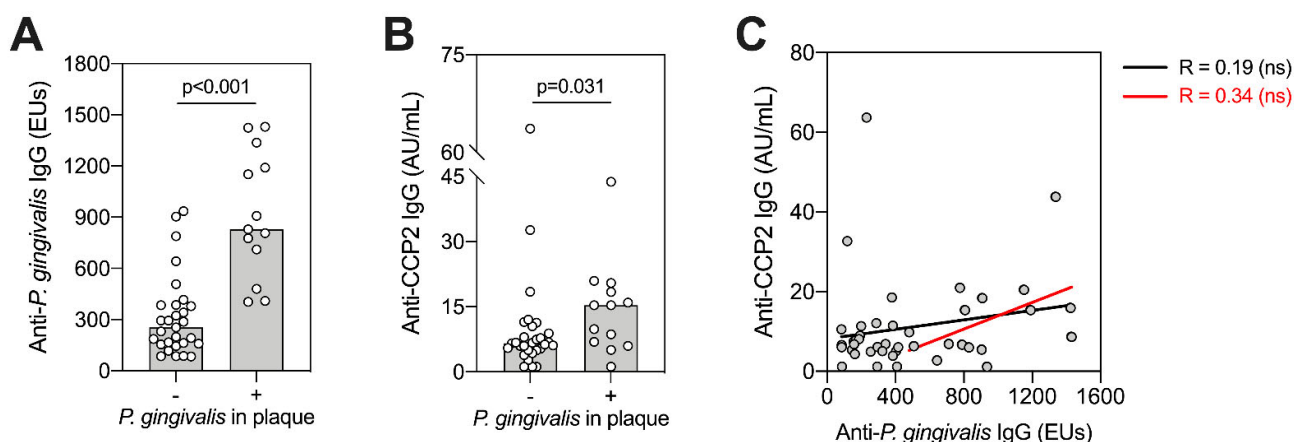 A
Anti-P. gingivalis IgG (EUs)
1800
1500
1200
900
600
300
0
p<0.001
- +
P. gingivalis in plaque
B
Anti-CCP2 IgG (AU/mL)
75
60
45
30
15
0
p=0.031
- +
P. gingivalis in plaque
C
Anti-CCP2 IgG (AU/mL)
80
60
40
20
0
0 400 800 1200 1600
Anti-P. gingivalis IgG (EUs)
R = 0.19 (ns)
R = 0.34 (ns)